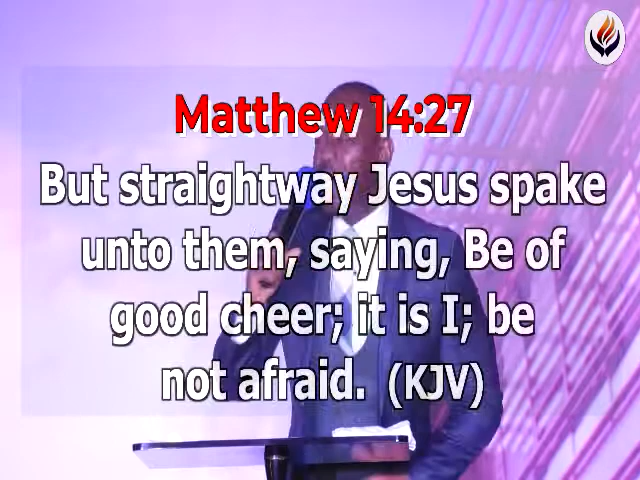 Matthew 14:27
But straightway Jesus spake
unto them, saying, Be of
good cheer; it is I; be
not afraid. (KJV)